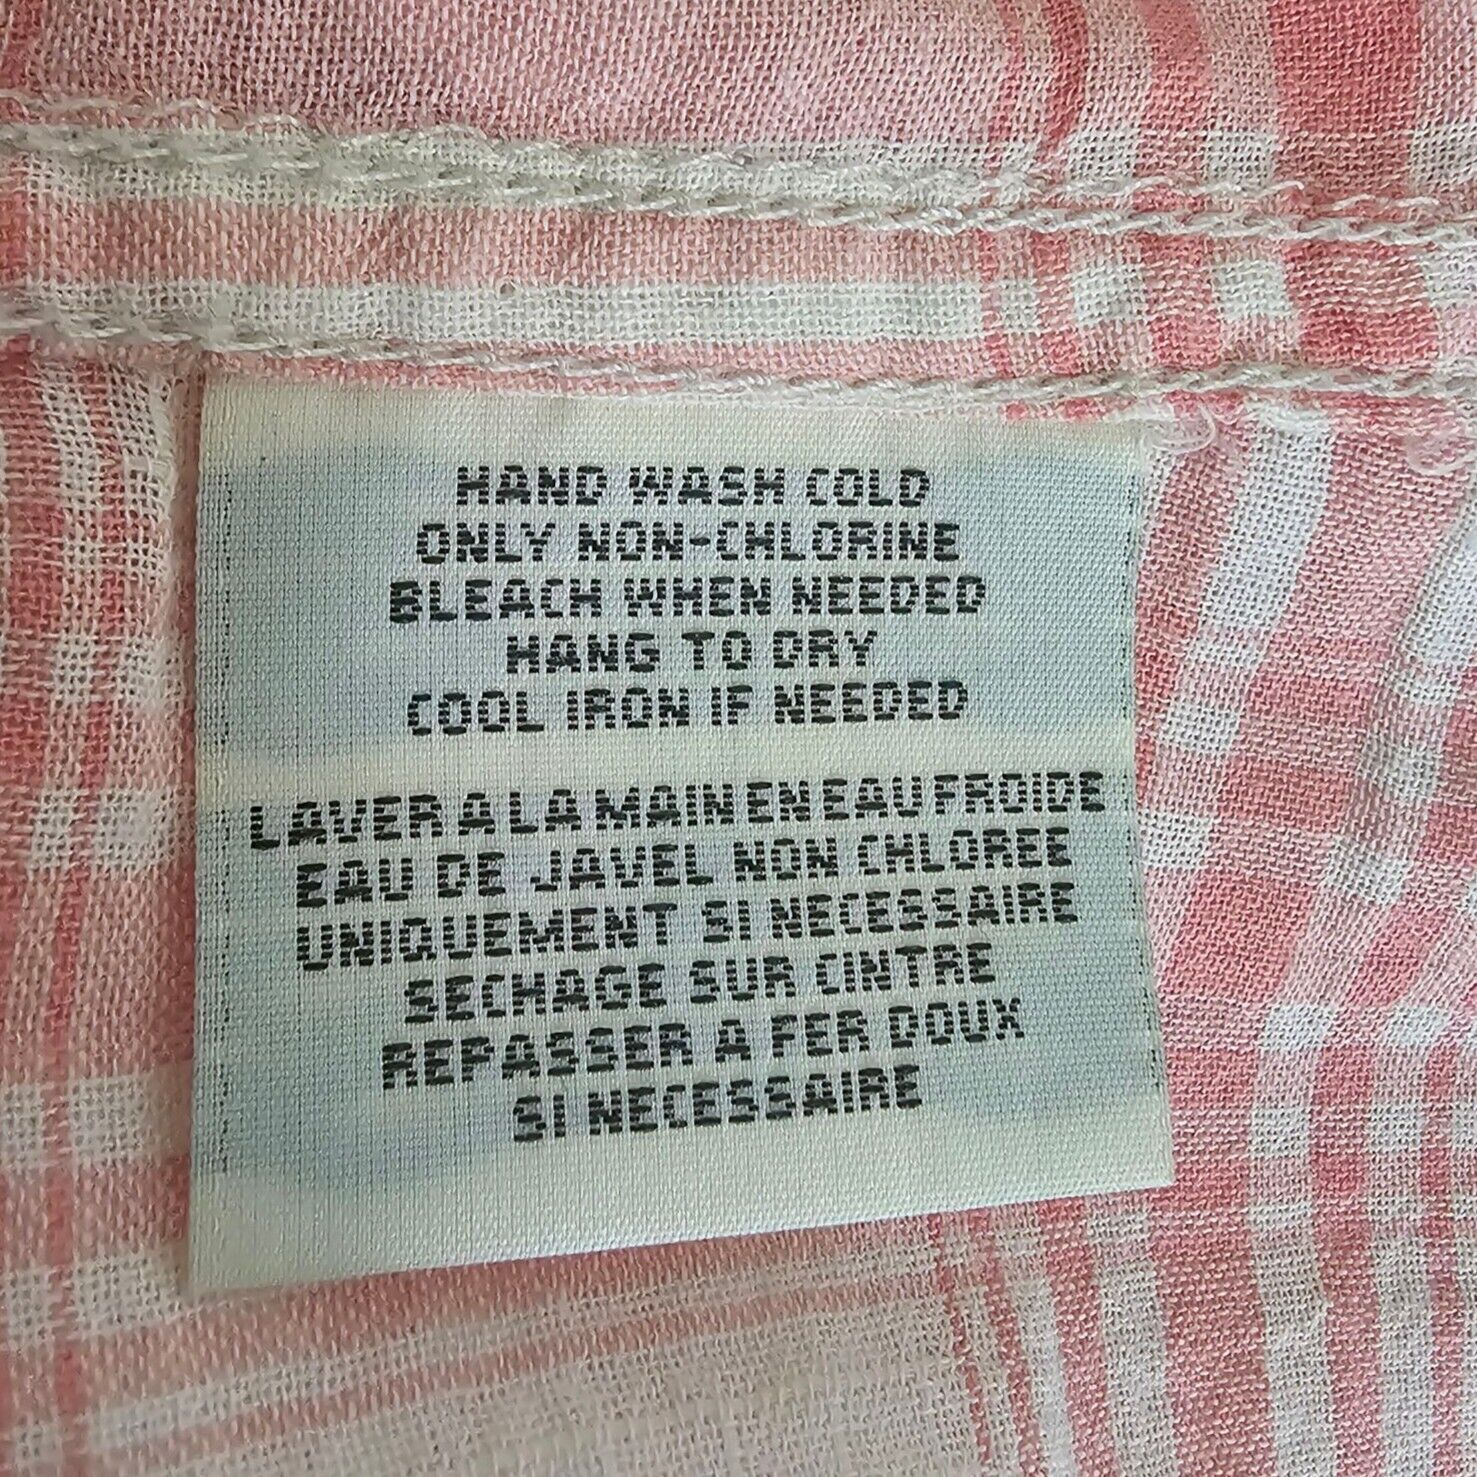 HAND WASH COLD
ONLY NON-CHLORINE
BLEACH WHEN NEEDED
HANG TO DRY
COOL IRON IF NEEDED
LAVER A LA MAIN EN EAU FROIDE
EAU DE JAVEL NON CHLOREE
UNIQUEMENT SI NECESSAIRE
SECHAGE SUR CINTRE
REPASSER A FER DOUX
SI NECESSAIRE